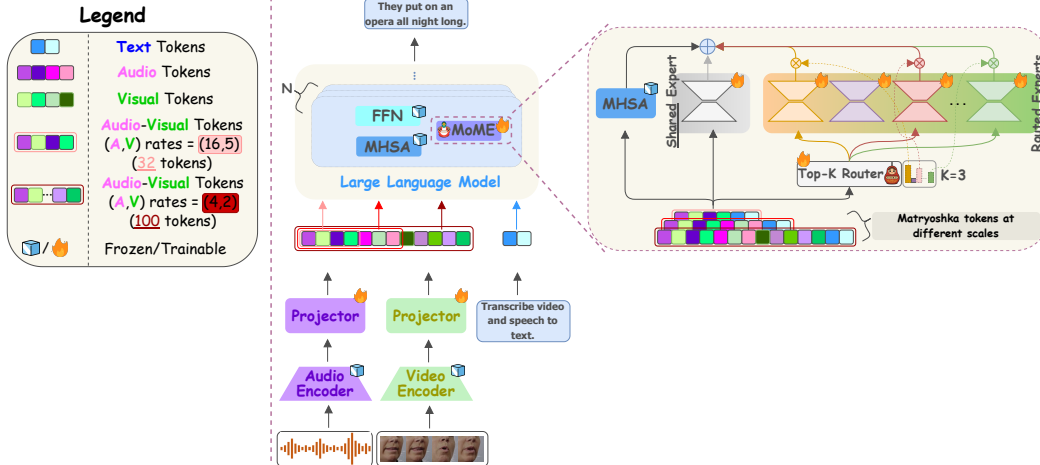 Legend
Text Tokens
Audio Tokens
Visual Tokens
Audio-Visual
Tokens
(A,V) rates = (16,5)
(32 tokens)
Audio-Visual Tokens
(A,V) rates = (4,2)
(100 tokens)
/
Frozen/Trainable
They put on an
opera all night long.
N
FFN
MHSA
MoME
Large Language Model
Projector
Projector
Transcribe video
and speech to
text.
Audio
Encoder
Video
Encoder
MHSA
Shared Expert
...
Routed Experts
Top-K Router
K=3
Matryoshka tokens at
different scales